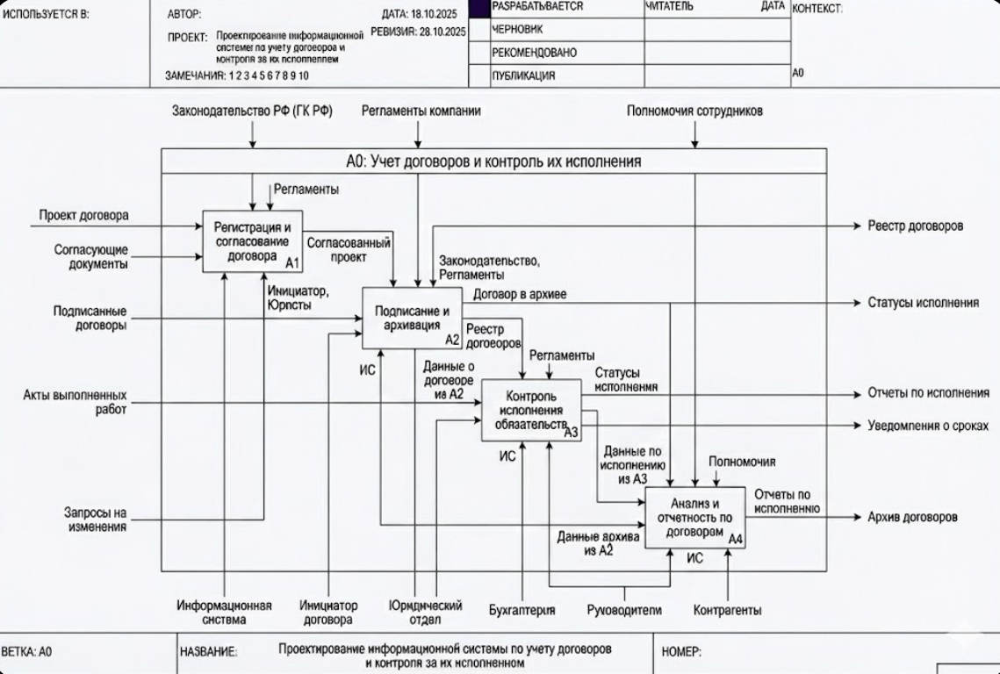 ИСПОЛЬЗУЕТСЯ В:
АВТОР:
ДАТА: 18.10.2025
РЕВИЗИЯ: 28.10.2025
ПРОЕКТ:
Проектирование информационной
системы по учету договоров и
контроля за их
ЗАМЕЧАНИЯ: 1 2 3 4 5 6 7 8 9 10
РАЗРАБАТЫВАЕТСЯ
ЧИТАТЕЛЬ
ДАТА
КОНТЕКСТ:
ЧЕРНОВИК
РЕКОМЕНДОВАНО
ПУБЛИКАЦИЯ
A0
Законодательство РФ (ГК РФ)
Регламенты компании
Полномочия сотрудников
A0: Учет договоров и контроль их исполнения
Регламенты
Проект договора
Регистрация и
согласование
договора
A1
Согласующие
документы
Согласованный
проект
Реестр договоров
Законодательство,
Регламенты
Инициатор,
Юристы
Договор в архиве
Статусы исполнения
Подписанные
договоры
Подписание и
архивация
A2
Реестр
договоров
Регламенты
ИС
Данные о
договоре
из A2
Статусы
исполнения
Акты выполненных
работ
Контроль
исполнения
обязательств
A3
Отчеты по исполнения
Уведомления о сроках
ИС
Данные по
исполнению
из A3
Полномочия
Запросы на
изменения
Анализ и
отчетность по
договорам
A4
Отчеты по
исполнению
Архив договоров
Данные архива
из A2
ИС
Информационная
система
Инициатор
договора
Юридический
отдел
Бухгалтерия
Руководители
Контрагенты
ВЕТКА: A0
НАЗВАНИЕ:
Проектирование информационной системы по учету договоров
и контроля за их исполненном
НОМЕР: